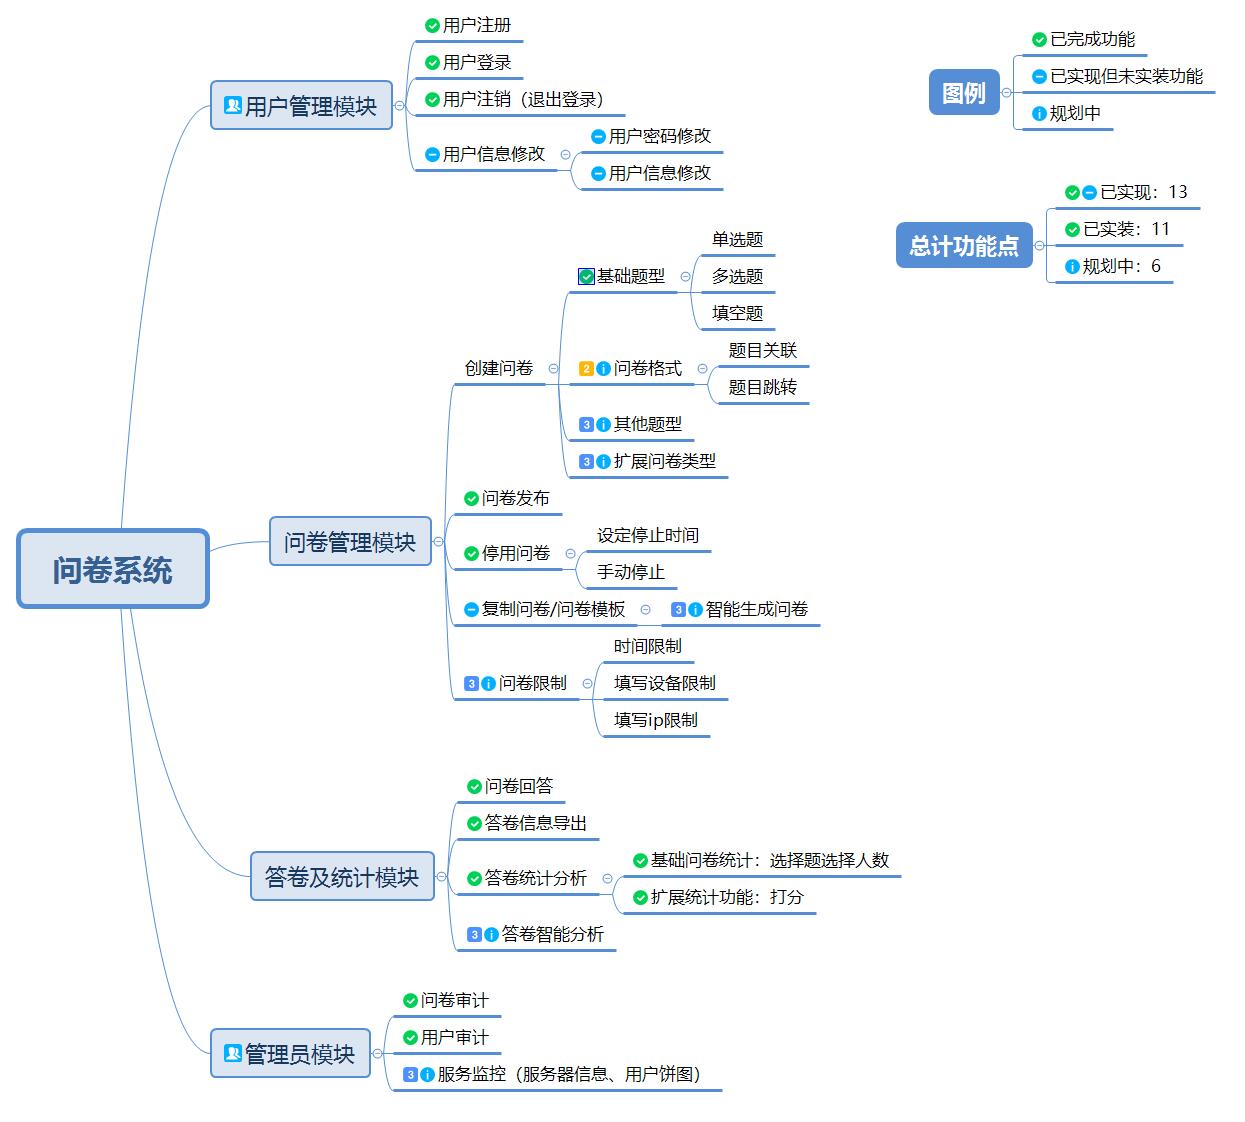 用户注册
用户登录
用户注销（退出登录）
用户管理模块
用户信息修改
用户密码修改
用户信息修改
图例
已完成功能
已实现但未实装功能
规划中
总计功能点
已实现：13
已实装：11
规划中：6
单选题
基础题型
多选题
填空题
创建问卷
2
问卷格式
题目关联
题目跳转
3
其他题型
3
扩展问卷类型
问卷发布
问卷管理模块
停用问卷
设定停止时间
手动停止
问卷系统
复制问卷/问卷模板
3
智能生成问卷
3
问卷限制
时间限制
填写设备限制
填写ip限制
问卷回答
答卷信息导出
答卷及统计模块
答卷统计分析
基础问卷统计：选择题选择人数
扩展统计功能：打分
3
答卷智能分析
问卷审计
用户审计
管理员模块
3
服务监控（服务器信息、用户饼图）